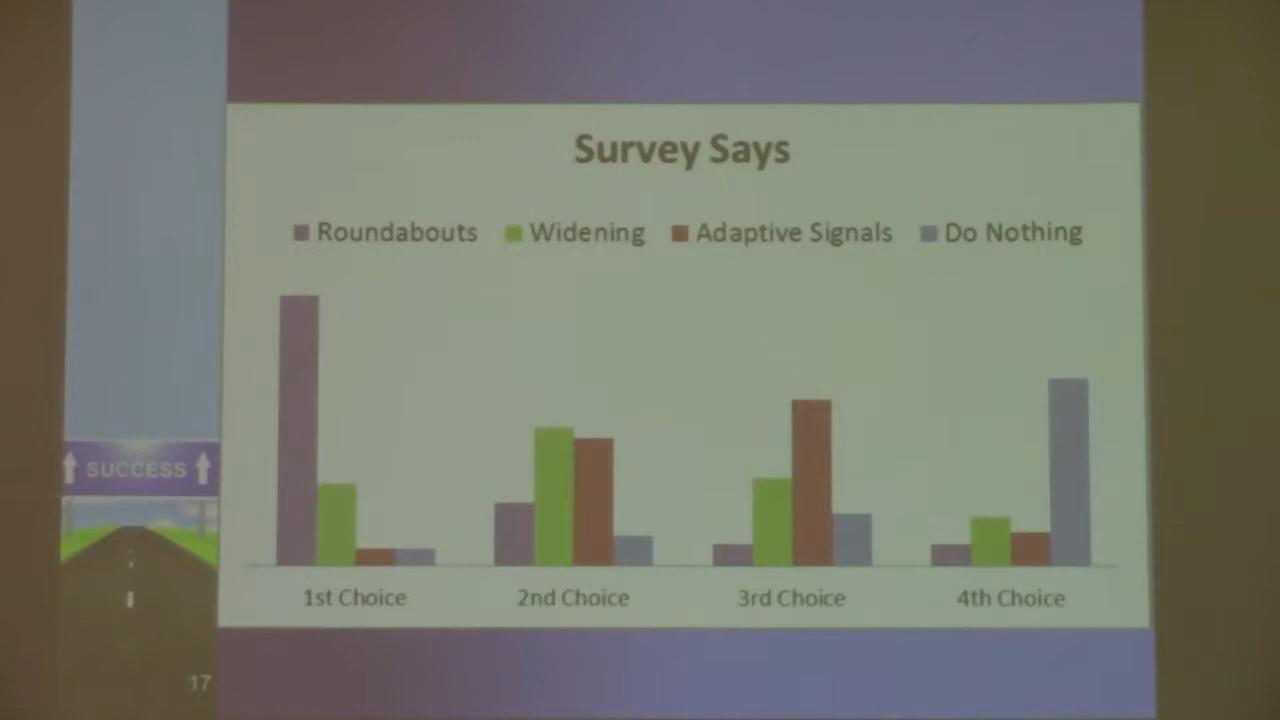 Survey Says
Roundabouts Widening Adaptive Signals Do Nothing
1st Choice 2nd Choice 3rd Choice 4th Choice
SUCCESS
17